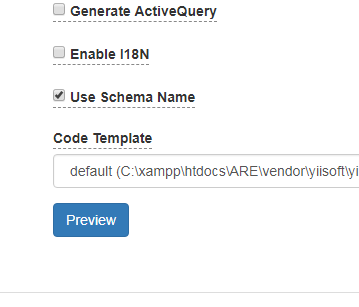 Generate ActiveQuery
Enable I18N
Use Schema Name
Code Template
default (C:\xampp\htdocs\ARE\vendor\yiisoft\yi
Preview